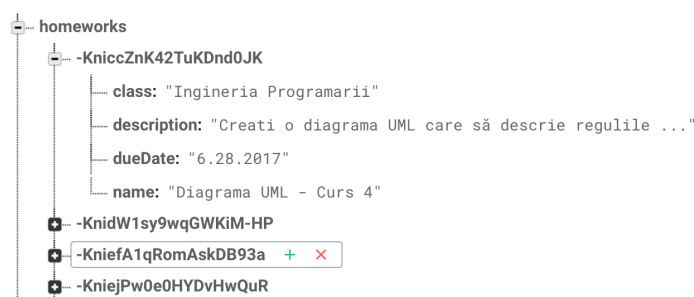 homeworks
-KniccZnK42TuKDnd0JK
class: "Ingineria Programarii"
description: "Creati o diagrama UML care să descrie regulile ..."
dueDate: "6.28.2017"
name: "Diagrama UML - Curs 4"
-KnidW1sy9wqGWKiM-HP
-KniefA1qRomAskDB93a + ×
-KniejPw0e0HYDvHwQuR